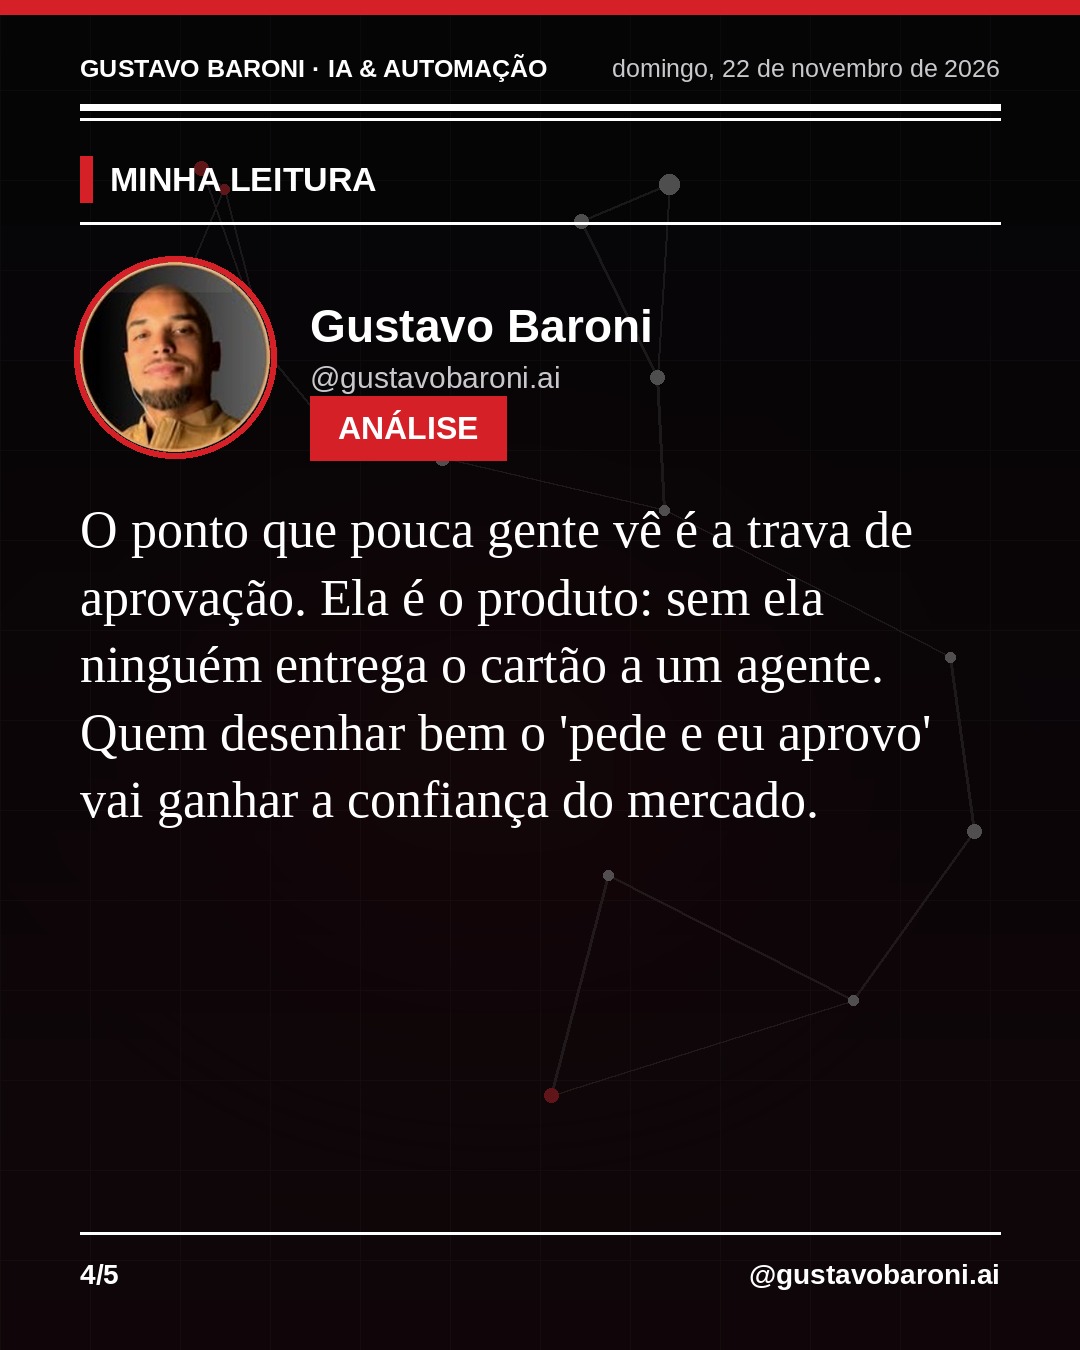 GUSTAVO BARONI · IA & AUTOMAÇÃO
domingo, 22 de novembro de 2026
MINHA LEITURA
Gustavo Baroni
@gustavobaroni.ai
ANÁLISE
O ponto que pouca gente vê é a trava de
aprovação. Ela é o produto: sem ela
ninguém entrega o cartão a um agente.
Quem desenhar bem o 'pede e eu aprovo'
vai ganhar a confiança do mercado.
4/5
@gustavobaroni.ai